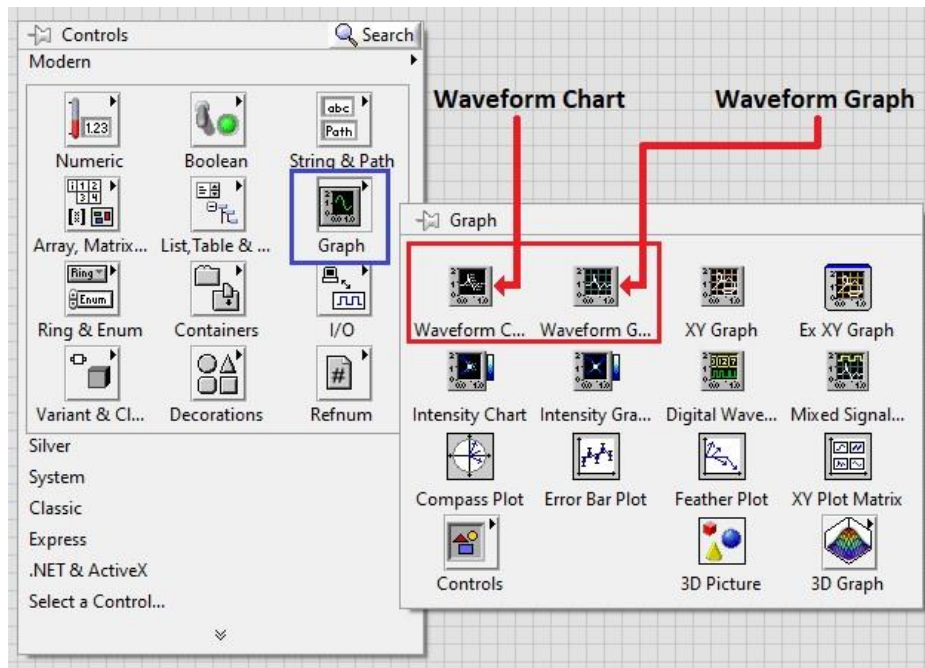 Controls Search
Modern
Waveform Chart Waveform Graph
1.23
abc
Path
Numeric Boolean String & Path
Array, Matrix... List,Table & ... Graph
Ring
Enum
Ring & Enum Containers I/O
#
Variant & Cl... Decorations Refnum
Silver
System
Classic
Express
.NET & ActiveX
Select a Control...
Graph
Waveform C... Waveform G... XY Graph Ex XY Graph
Intensity Chart Intensity Gra... Digital Wave... Mixed Signal...
Compass Plot Error Bar Plot Feather Plot XY Plot Matrix
Controls 3D Picture 3D Graph